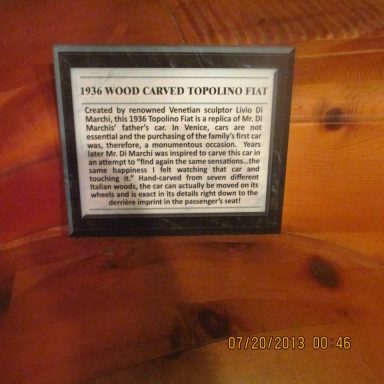 1936 WOOD CARVED TOPOLINO FIAT
Created by renowned Venetian sculptor Livio Di
Marchi, this 1936 Topolino Fiat is a replica of Mr. Di
Marchis' father's car. In Venice, cars are not
essential and the purchasing of the family's first car
was, therefore, a monumentous occasion. Years
later Mr. Di Marchi was inspired to carve this car in
an attempt to "find again the same sensations...the
same happiness I felt watching that car and
touching it." Hand-carved from seven different
Italian woods, the car can actually be moved on its
wheels and is exact in its details right down to the
derrière imprint in the passenger's seat!
07/20/2013 00:46